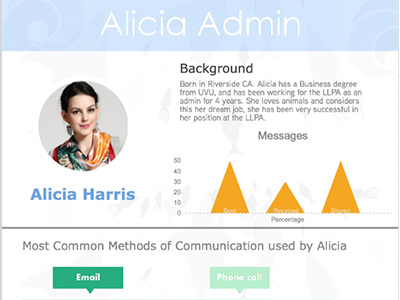 Alicia Admin
Background
Born in Riverside CA. Alicia has a Business degree
from UVU, and has been working for the LLPA as an
admin for 4 years. She loves animals and considers
this her dream job, she has been very successful in
her position at the LLPA.
Messages
50
40
30
20
10
0
Sent Received Shared
Percentage
Alicia Harris
Most Common Methods of Communication used by Alicia
Email Phone call